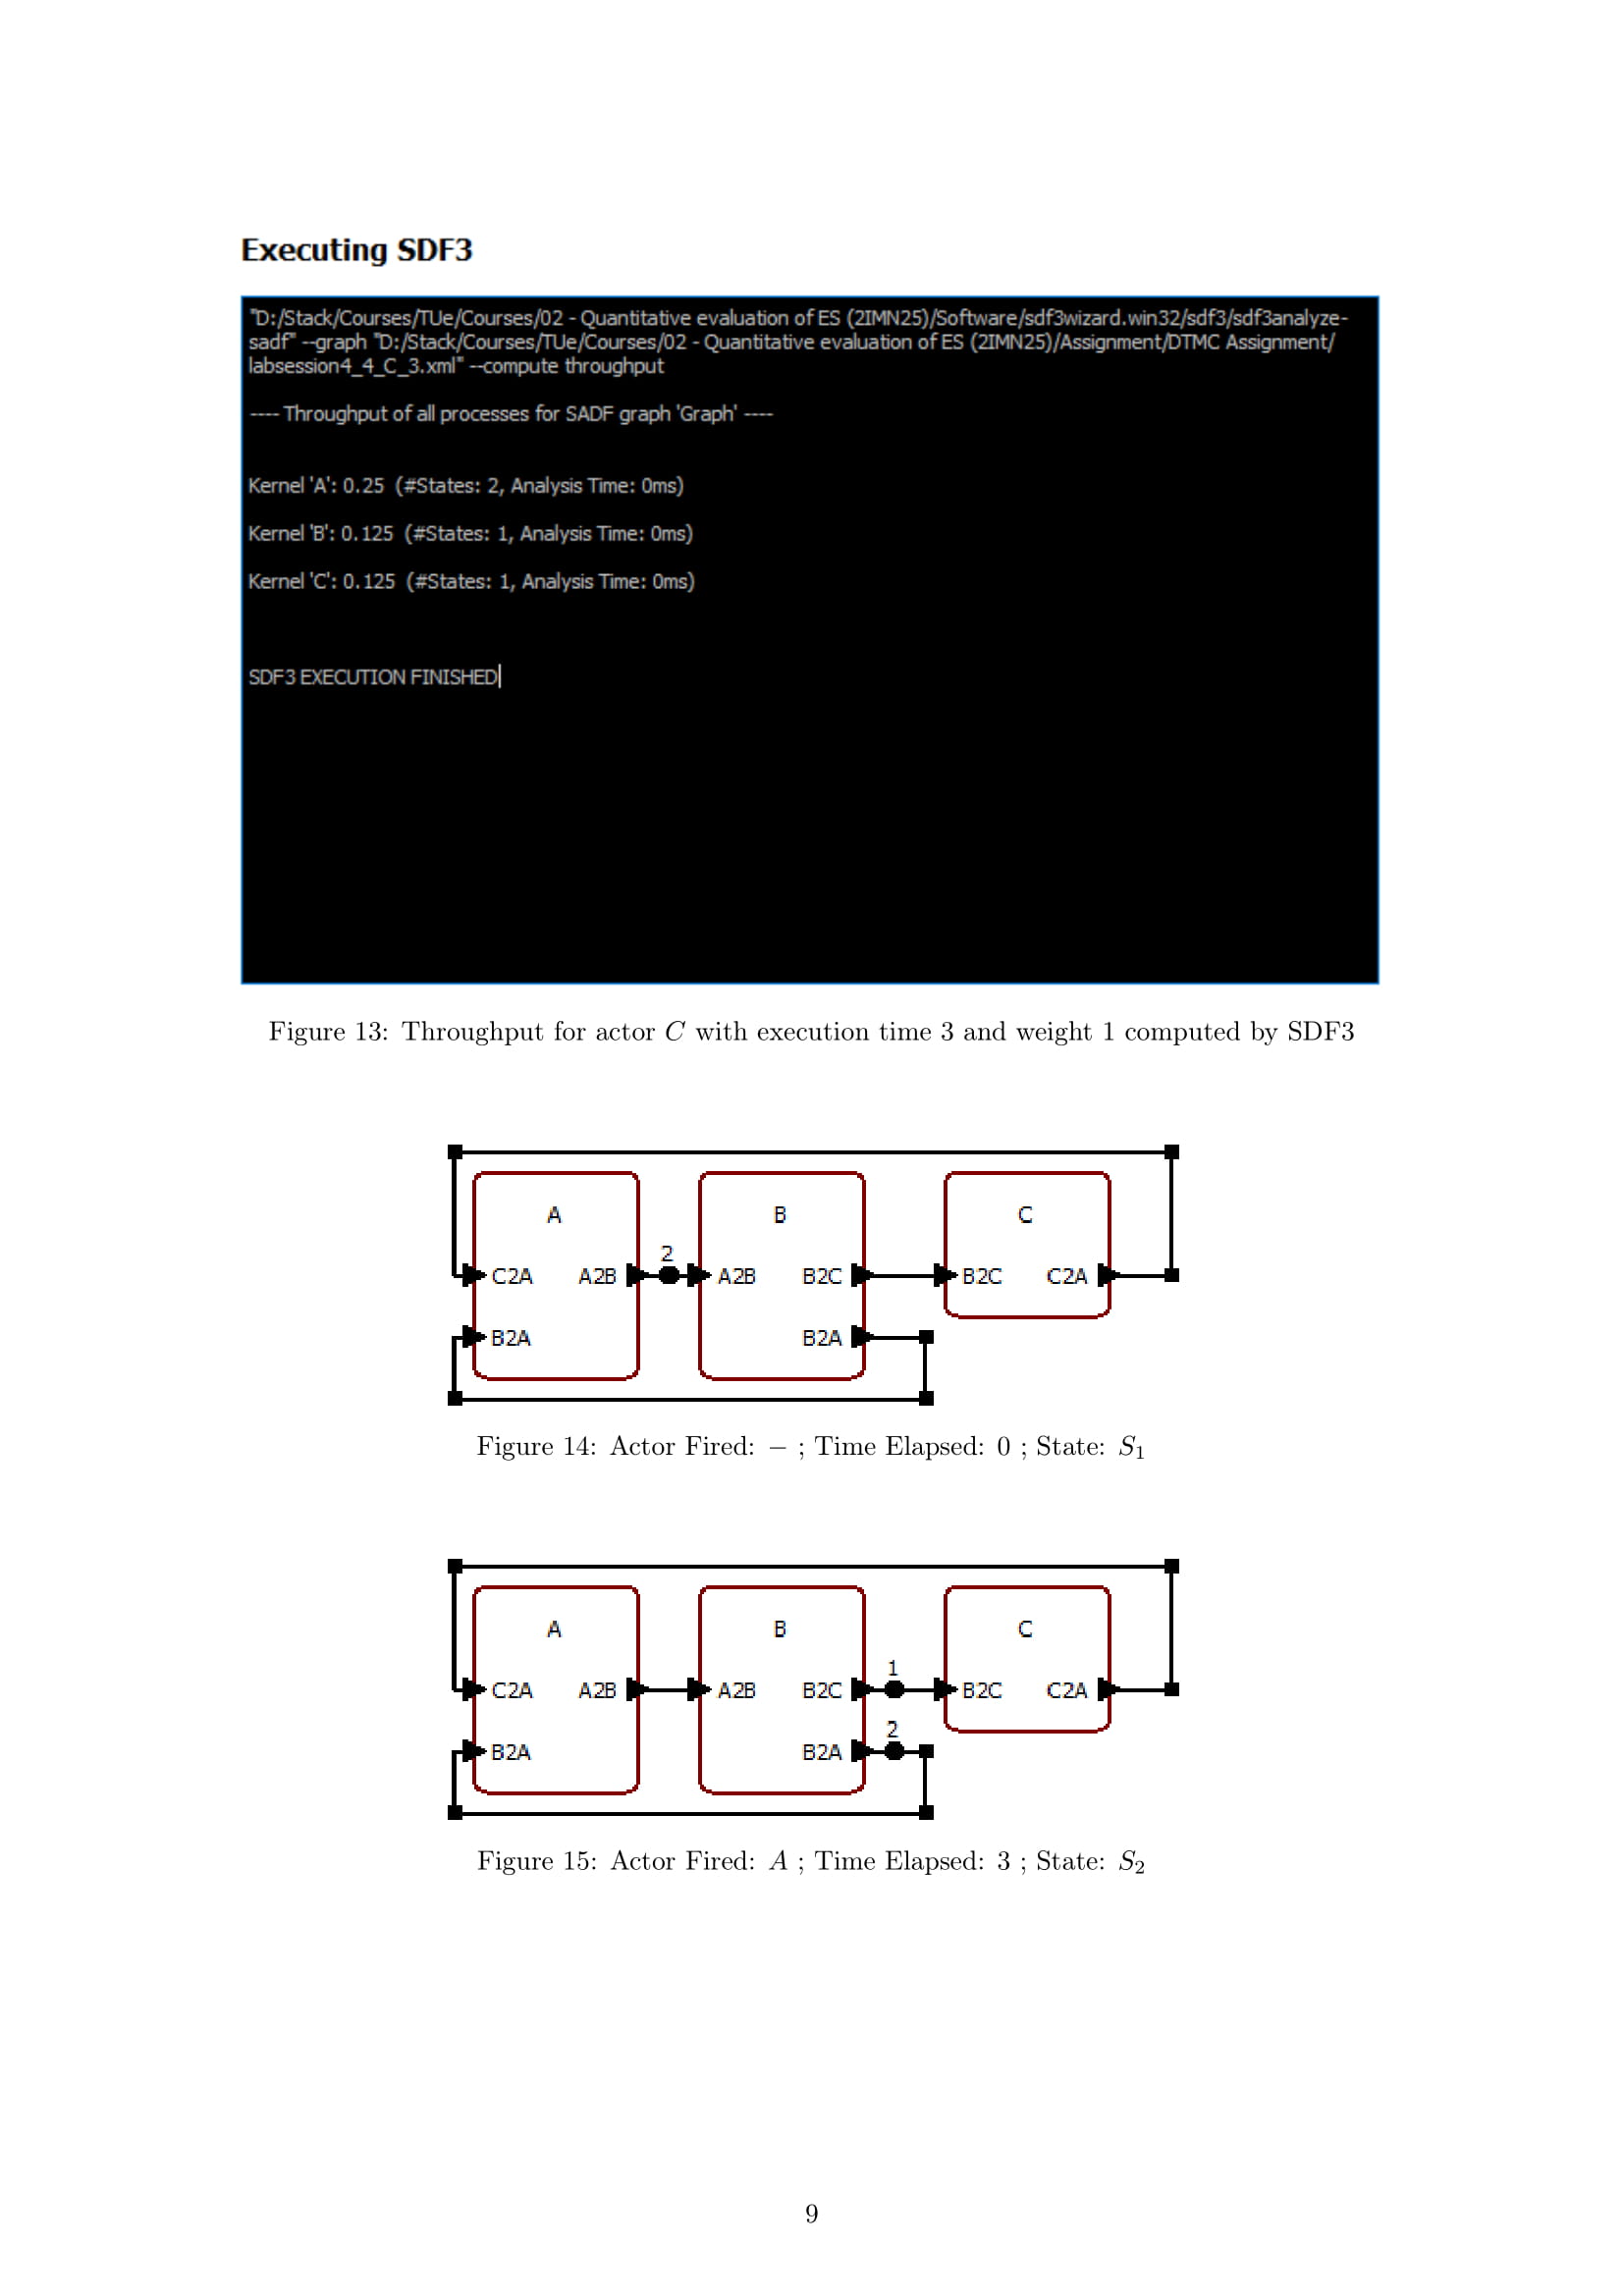 Executing SDF3
"D:/Stack/Courses/TUe/Courses/02 - Quantitative evaluation of ES (2IMN25)/Software/sdf3wizard.win32/sdf3/sdf3analyze-
sadf" --graph "D:/Stack/Courses/TUe/Courses/02 - Quantitative evaluation of ES (2IMN25)/Assignment/DTMC Assignment/
labsession4_4_C_3.xml" --compute throughput
---- Throughput of all processes for SADF graph 'Graph' ----
Kernel 'A': 0.25 (#States: 2, Analysis Time: 0ms)
Kernel 'B': 0.125 (#States: 1, Analysis Time: 0ms)
Kernel 'C': 0.125 (#States: 1, Analysis Time: 0ms)
SDF3 EXECUTION FINISHED
Figure 13: Throughput for actor C with execution time 3 and weight 1 computed by SDF3
A B C
2
C2A A2B A2B B2C B2C C2A
B2A B2A
Figure 14: Actor Fired: − ; Time Elapsed: 0 ; State: S₁
A B C
1
C2A A2B A2B B2C B2C C2A
2
B2A B2A
Figure 15: Actor Fired: A ; Time Elapsed: 3 ; State: S₂
9